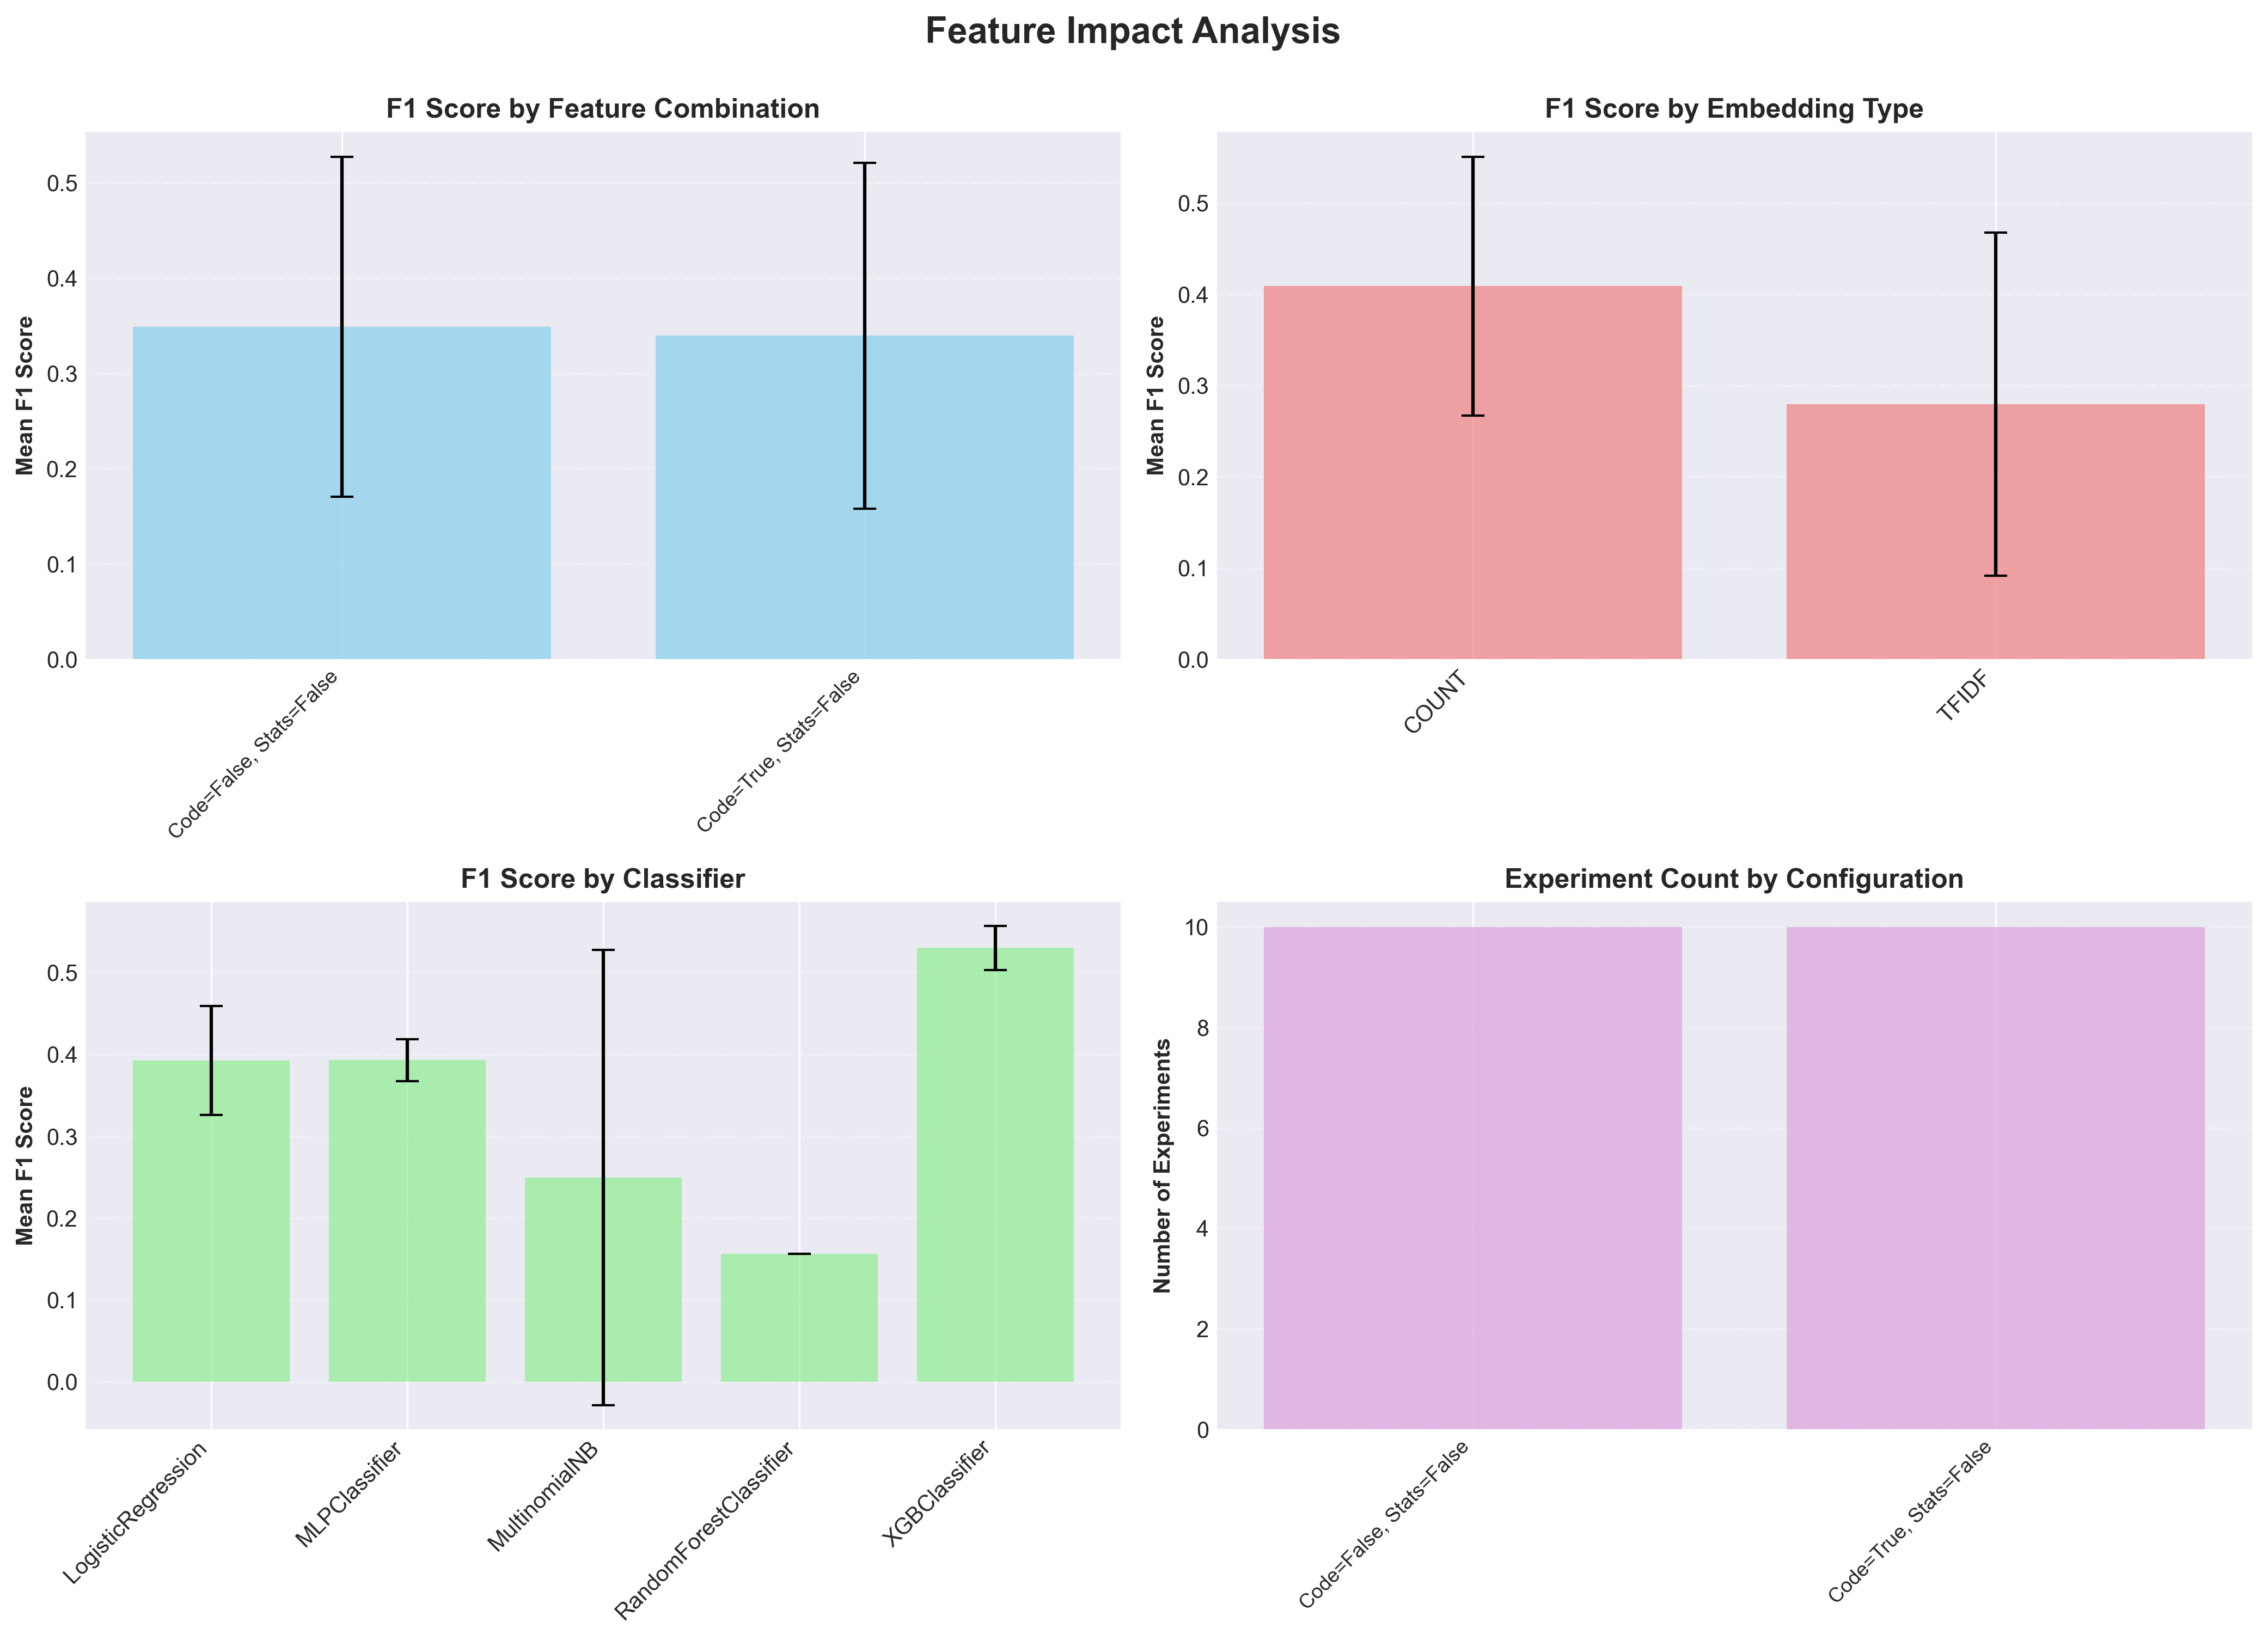 Feature Impact Analysis
F1 Score by Feature Combination
Mean F1 Score
0.5
0.4
0.3
0.2
0.1
0.0
Code=False, Stats=False
Code=True, Stats=False
F1 Score by Embedding Type
Mean F1 Score
0.5
0.4
0.3
0.2
0.1
0.0
COUNT
TFIDF
F1 Score by Classifier
Mean F1 Score
0.5
0.4
0.3
0.2
0.1
0.0
LogisticRegression
MLPClassifier
MultinomialNB
RandomForestClassifier
XGBClassifier
Experiment Count by Configuration
Number of Experiments
10
8
6
4
2
0
Code=False, Stats=False
Code=True, Stats=False